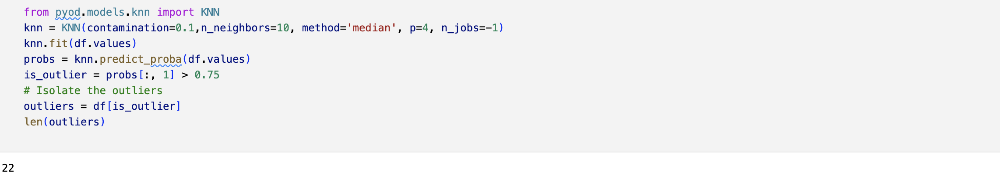 from pyod.models.knn import KNN
knn = KNN(contamination=0.1,n_neighbors=10, method='median', p=4, n_jobs=-1)
knn.fit(df.values)
probs = knn.predict_proba(df.values)
is_outlier = probs[:, 1] > 0.75
# Isolate the outliers
outliers = df[is_outlier]
len(outliers)
22